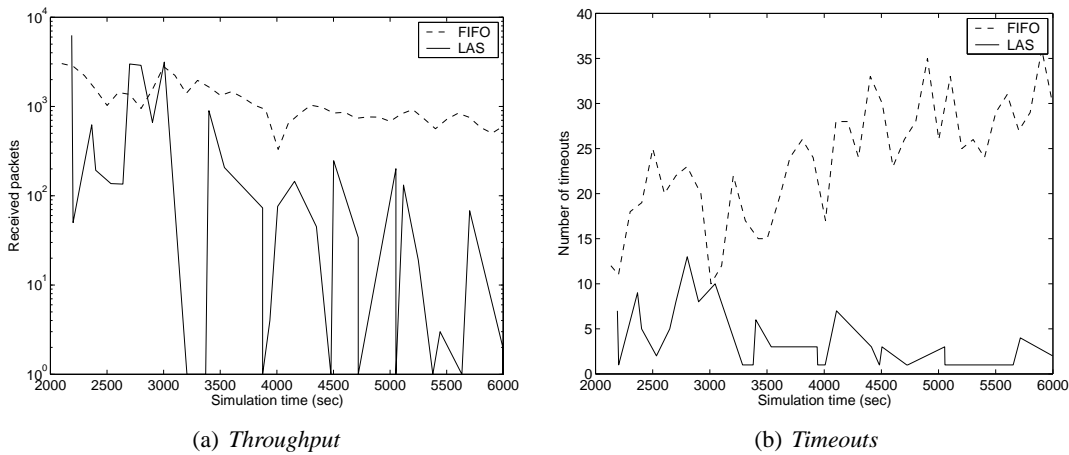 10^4
10^3
10^2
10^1
10^0
Received packets
FIFO
LAS
2000 2500 3000 3500 4000 4500 5000 5500 6000
Simulation time (sec)
(a) Throughput
40
35
30
25
20
15
10
5
0
Number of timeouts
FIFO
LAS
2000 2500 3000 3500 4000 4500 5000 5500 6000
Simulation time (sec)
(b) Timeouts